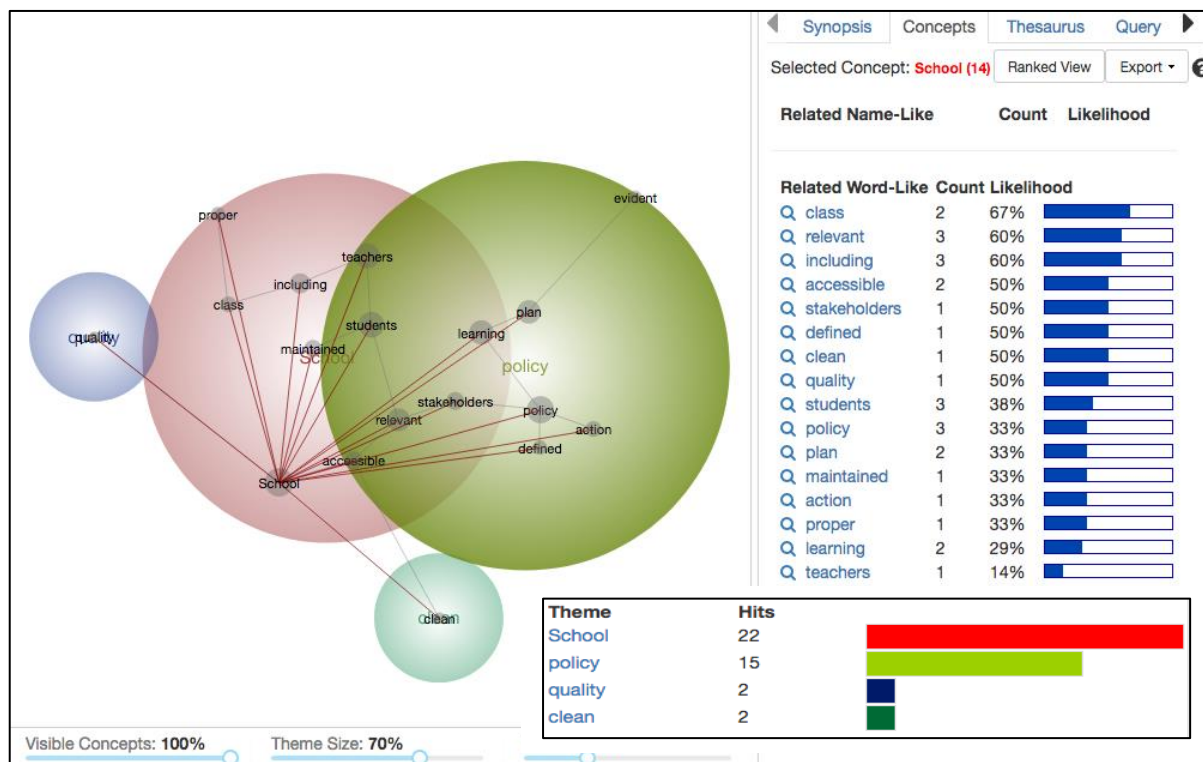 Synopsis Concepts Thesaurus Query
Selected Concept: School (14) Ranked View Export
Related Name-Like Count Likelihood
Related Word-Like Count Likelihood
class 2 67%
relevant 3 60%
including 3 60%
accessible 2 50%
stakeholders 1 50%
defined 1 50%
clean 1 50%
quality 1 50%
students 3 38%
policy 3 33%
plan 2 33%
maintained 1 33%
action 1 33%
proper 1 33%
learning 2 29%
teachers 1 14%
evident
proper
teachers
including
class
plan
students
learning
quality
quality
maintained
School
policy
stakeholders
policy
relevant
action
defined
accessible
School
clean
clean
Theme Hits
School 22
policy 15
quality 2
clean 2
Visible Concepts: 100% Theme Size: 70%